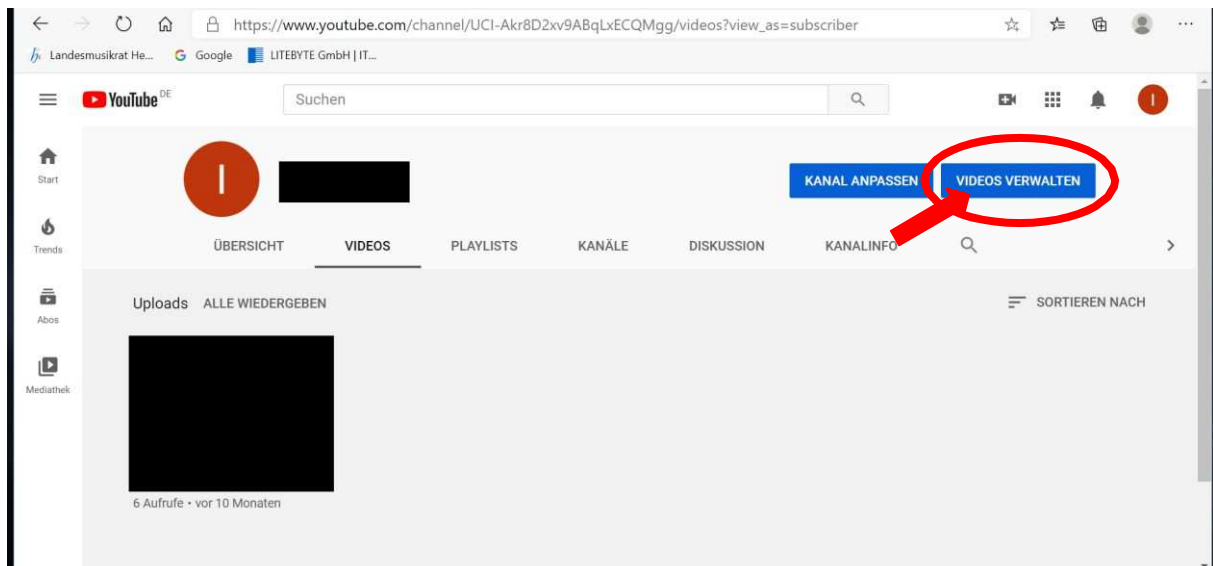 https://www.youtube.com/channel/UCI-Akr8D2xv9ABqLxECQMgg/videos?view_as=subscriber
Landesmusikrat He... Google LITEBYTE GmbH | IT...
YouTube DE Suchen I
Start
I KANAL ANPASSEN VIDEOS VERWALTEN
Trends
ÜBERSICHT VIDEOS PLAYLISTS KANÄLE DISKUSSION KANALINFO
Abos
Uploads ALLE WIEDERGEBEN SORTIEREN NACH
Mediathek
6 Aufrufe • vor 10 Monaten